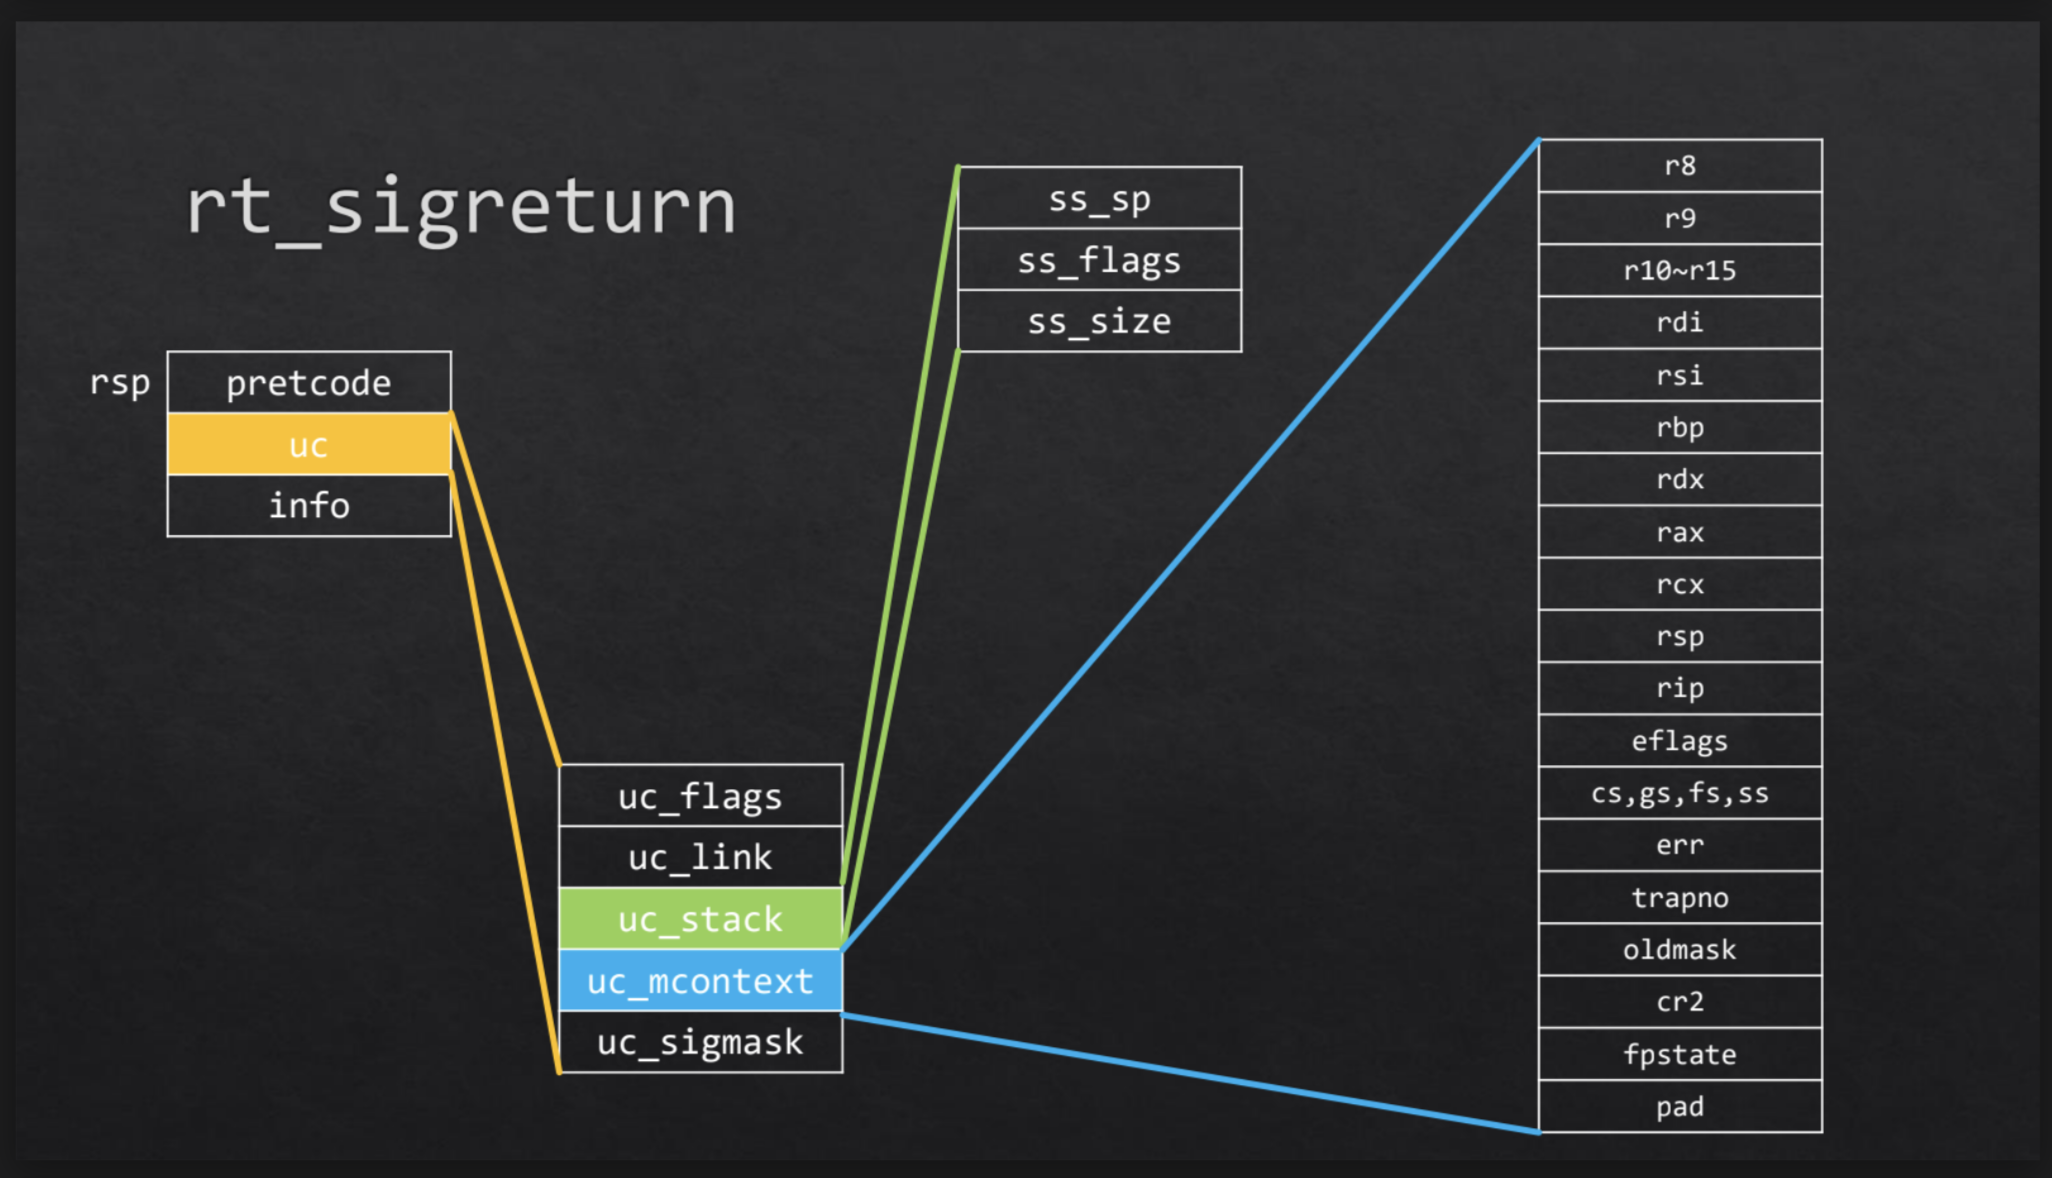 rt_sigreturn
rsp
pretcode
uc
info
uc_flags
uc_link
uc_stack
uc_mcontext
uc_sigmask
ss_sp
ss_flags
ss_size
r8
r9
r10~r15
rdi
rsi
rbp
rdx
rax
rcx
rsp
rip
eflags
cs,gs,fs,ss
err
trapno
oldmask
cr2
fpstate
pad